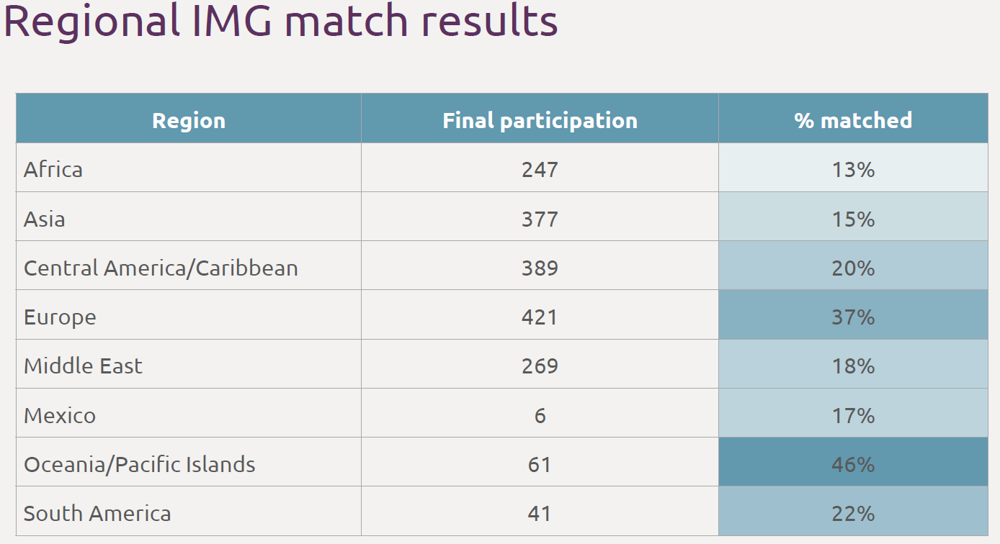 Regional IMG match results
Region Final participation % matched
Africa 247 13%
Asia 377 15%
Central America/Caribbean 389 20%
Europe 421 37%
Middle East 269 18%
Mexico 6 17%
Oceania/Pacific Islands 61 46%
South America 41 22%